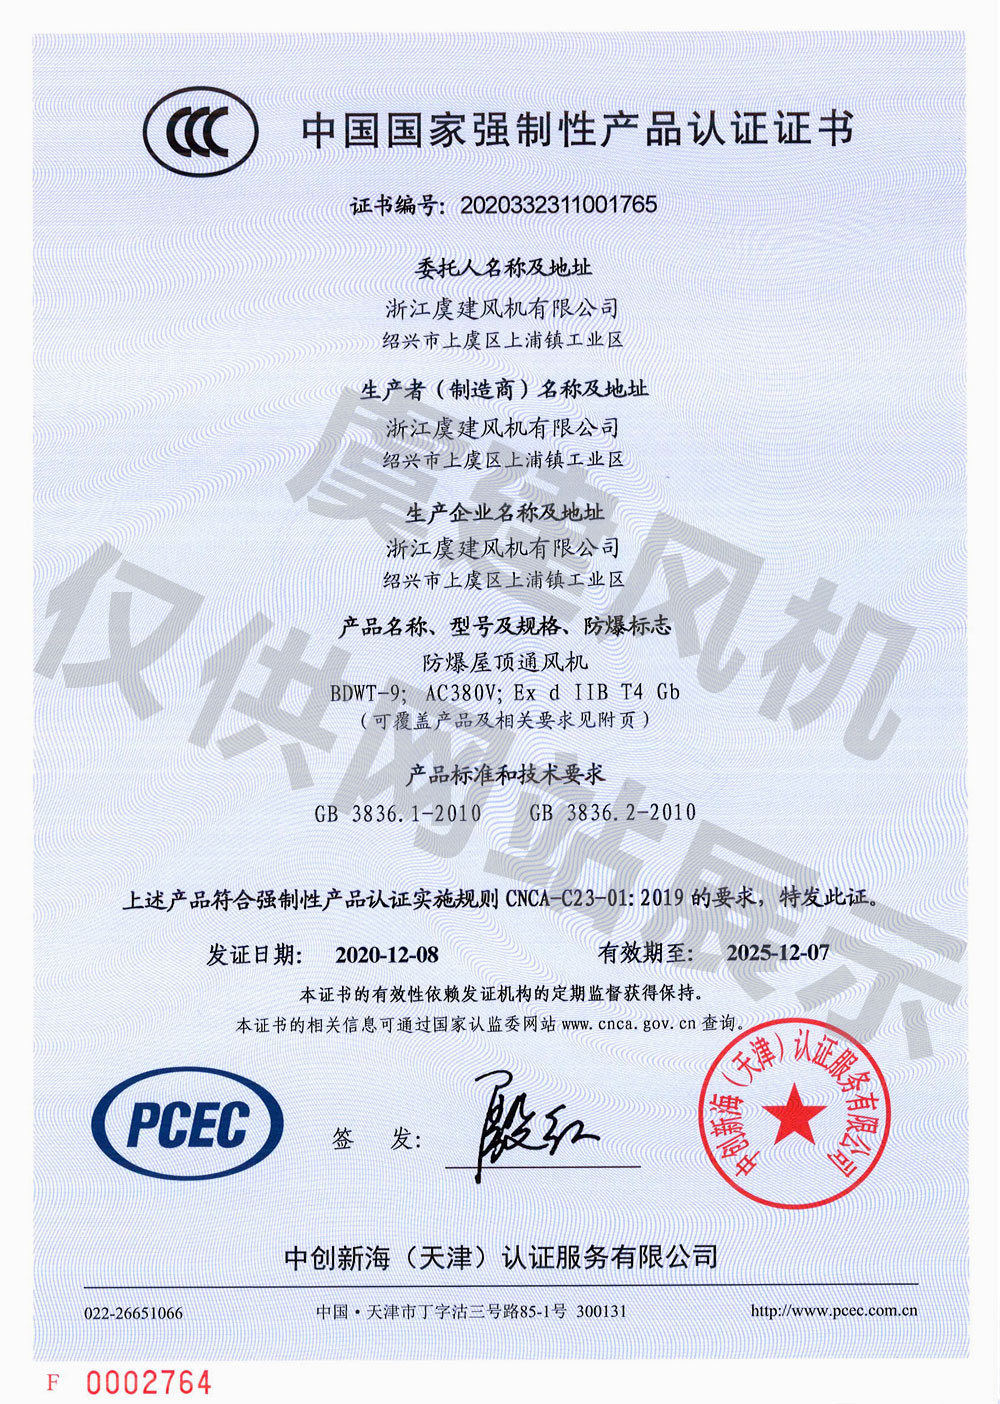 CCC
中国国家强制性产品认证证书
证书编号: 2020332311001765
委托人名称及地址
浙江虞建风机有限公司
绍兴市上虞区上浦镇工业区
生产者（制造商）名称及地址
浙江虞建风机有限公司
绍兴市上虞区上浦镇工业区
生产企业名称及地址
浙江虞建风机有限公司
绍兴市上虞区上浦镇工业区
产品名称、型号及规格、防爆标志
防爆屋顶通风机
BDWT-9; AC380V; Ex d IIB T4 Gb
（可覆盖产品及相关要求见附页）
产品标准和技术要求
GB 3836.1-2010 GB 3836.2-2010
上述产品符合强制性产品认证实施规则 CNCA-C23-01: 2019 的要求，特发此证。
发证日期: 2020-12-08 有效期至: 2025-12-07
本证书的有效性依赖发证机构的定期监督获得保持。
本证书的相关信息可通过国家认监委网站 www.cnca.gov.cn 查询。
PCEC
签 发: 殷红
中创新海（天津）认证服务有限公司
中创新海（天津）认证服务有限公司
022-26651066 中国·天津市丁字沽三号路85-1号 300131 http://www.pcec.com.cn
F 0002764
虞建风机
仅供网站展示